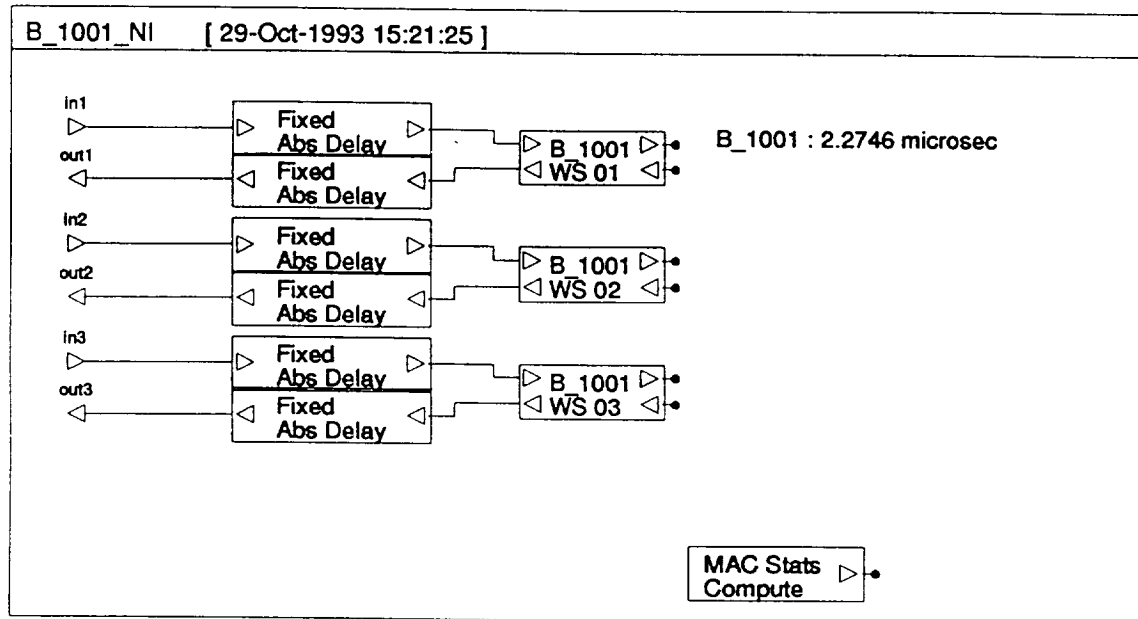 B_1001_NI [ 29-Oct-1993 15:21:25 ]
in1
Fixed
Abs Delay
out1
Fixed
Abs Delay
B_1001
WS 01
B_1001 : 2.2746 microsec
in2
Fixed
Abs Delay
out2
Fixed
Abs Delay
B_1001
WS 02
in3
Fixed
Abs Delay
out3
Fixed
Abs Delay
B_1001
WS 03
MAC Stats
Compute